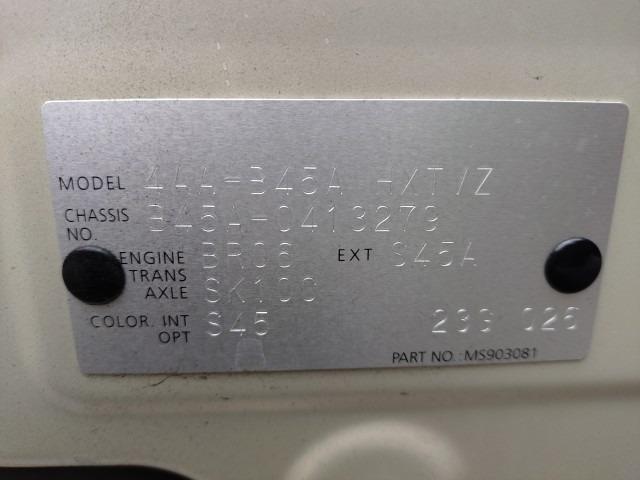 MODEL 4AA-B45A HXTVZ
CHASSIS NO. B45A-0413279
ENGINE BR06 EXT S45A
TRANS AXLE SK100
COLOR. INT OPT S45 233 026
PART NO.: MS903081